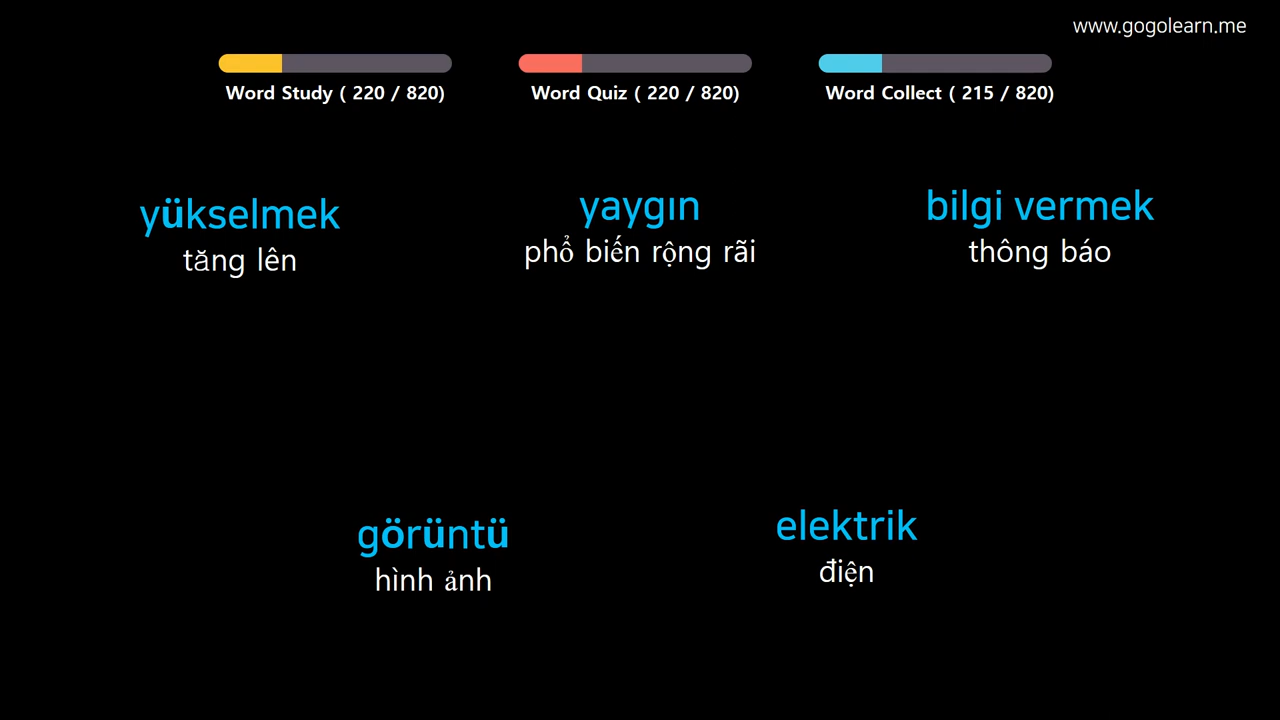 www.gogolearn.me
Word Study ( 220 / 820)
Word Quiz ( 220 / 820)
Word Collect ( 215 / 820)
yükselmek
tăng lên
yaygın
phổ biến rộng rãi
bilgi vermek
thông báo
görüntü
hình ảnh
elektrik
điện